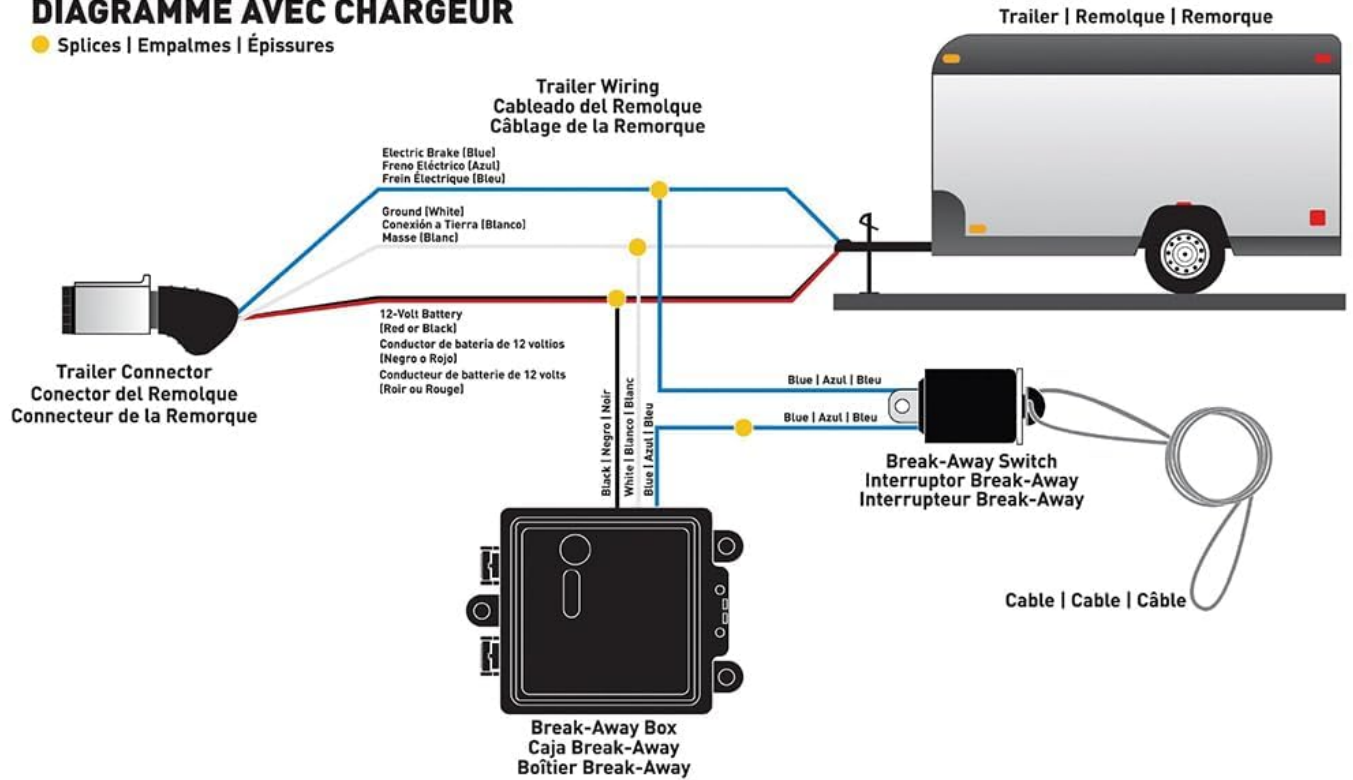 DIAGRAMME AVEC CHARGEUR
Splices | Empalmes | Épissures
Trailer | Remolque | Remorque
Trailer Wiring
Cableado del Remolque
Câblage de la Remorque
Electric Brake (Blue)
Freno Eléctrico (Azul)
Frein Électrique (Bleu)
Ground (White)
Conexión a Tierra (Blanco)
Masse (Blanc)
12-Volt Battery
(Red or Black)
Conductor de batería de 12 voltios
(Negro o Rojo)
Conducteur de batterie de 12 volts
(Roir ou Rouge)
Trailer Connector
Conector del Remolque
Connecteur de la Remorque
Black | Negro | Noir
White | Blanco | Blanc
Blue | Azul | Bleu
Blue | Azul | Bleu
Blue | Azul | Bleu
Break-Away Switch
Interruptor Break-Away
Interrupteur Break-Away
Cable | Cable | Câble
Break-Away Box
Caja Break-Away
Boîtier Break-Away